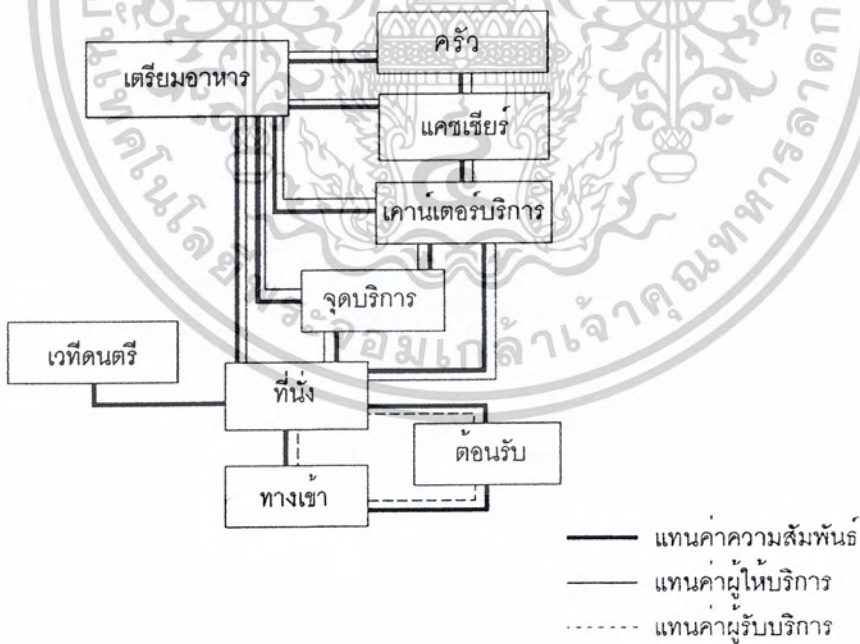 ครัว
เตรียมอาหาร
แคชเชียร์
เคาน์เตอร์บริการ
จุดบริการ
เวทีดนตรี
ที่นั่ง
ต้อนรับ
ทางเข้า
แทนค่าความสัมพันธ์
แทนค่าผู้ให้บริการ
แทนค่าผู้รับบริการ